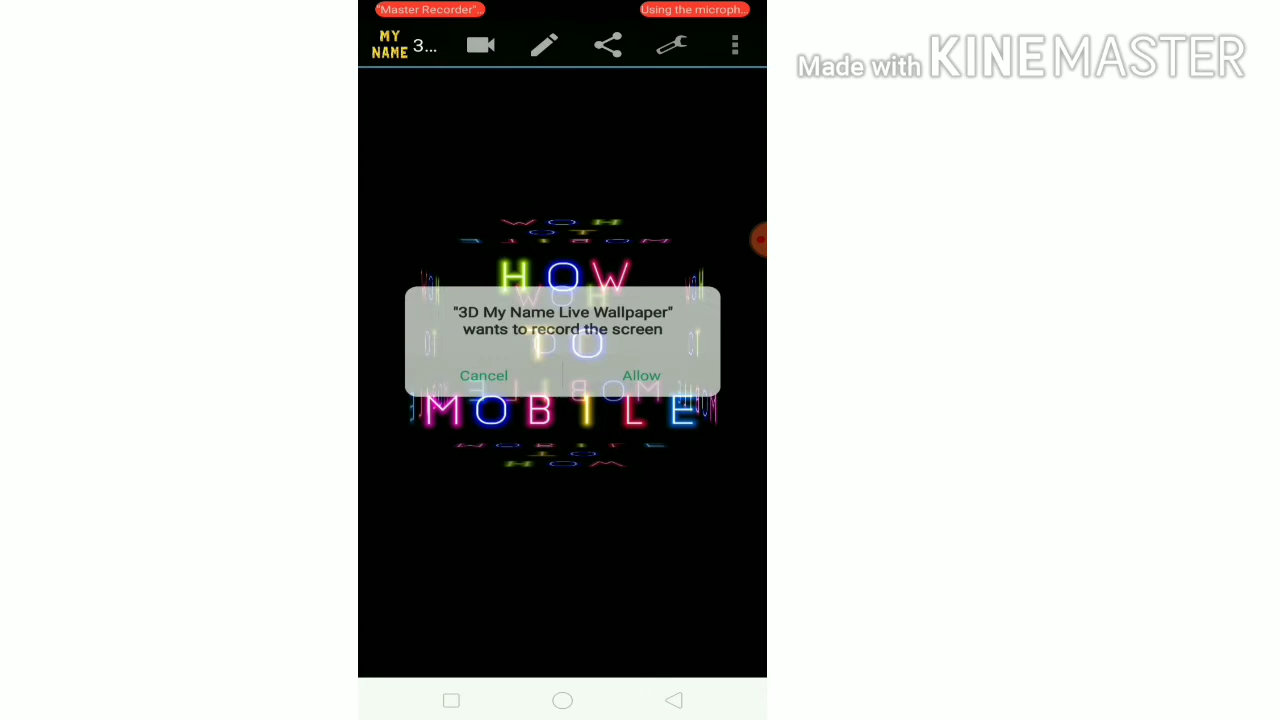 "Master Recorder"...
Using the microph...
MY
NAME
3...
Made with KINEMASTER
HOW
"3D My Name Live Wallpaper"
wants to record the screen
TO
Cancel
Allow
MOBILE